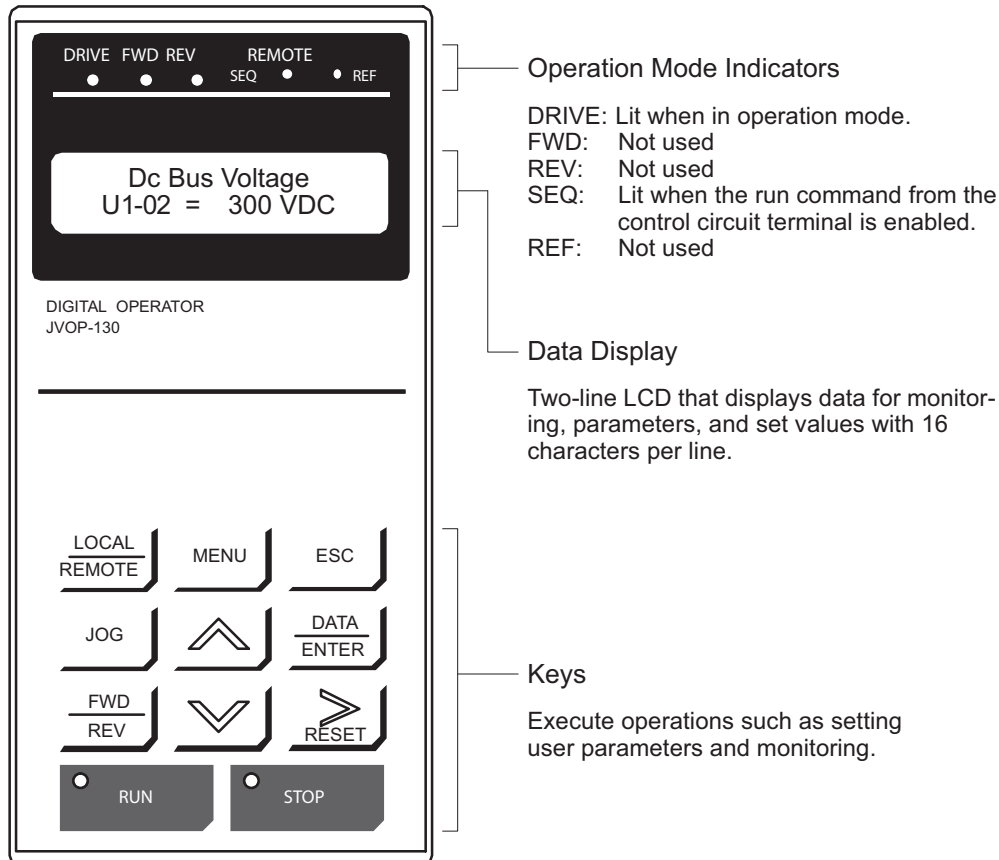 DRIVE FWD REV REMOTE
SEQ REF
Dc Bus Voltage
U1-02 = 300 VDC
DIGITAL OPERATOR
JVOP-130
LOCAL
REMOTE
MENU
ESC
JOG
DATA
ENTER
FWD
REV
RESET
RUN
STOP
Operation Mode Indicators
DRIVE: Lit when in operation mode.
FWD: Not used
REV: Not used
SEQ: Lit when the run command from the
control circuit terminal is enabled.
REF: Not used
Data Display
Two-line LCD that displays data for monitor-
ing, parameters, and set values with 16
characters per line.
Keys
Execute operations such as setting
user parameters and monitoring.